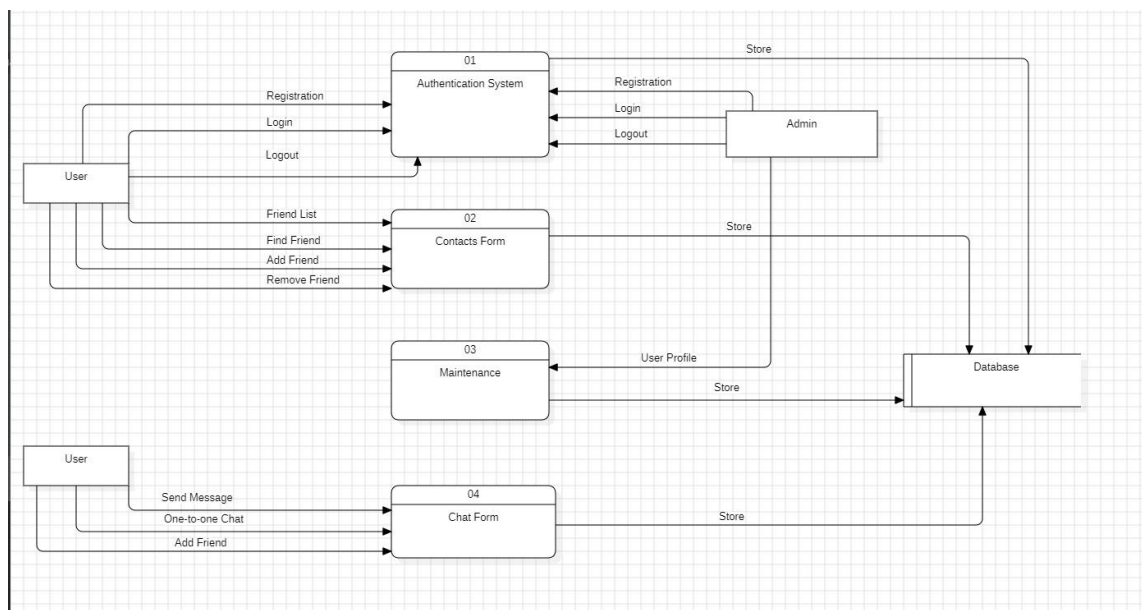 01
Authentication System
Store
Registration
Login
Logout
Registration
Login
Logout
Admin
User
02
Contacts Form
Friend List
Find Friend
Add Friend
Remove Friend
Store
03
Maintenance
User Profile
Store
Database
User
04
Chat Form
Send Message
One-to-one Chat
Add Friend
Store